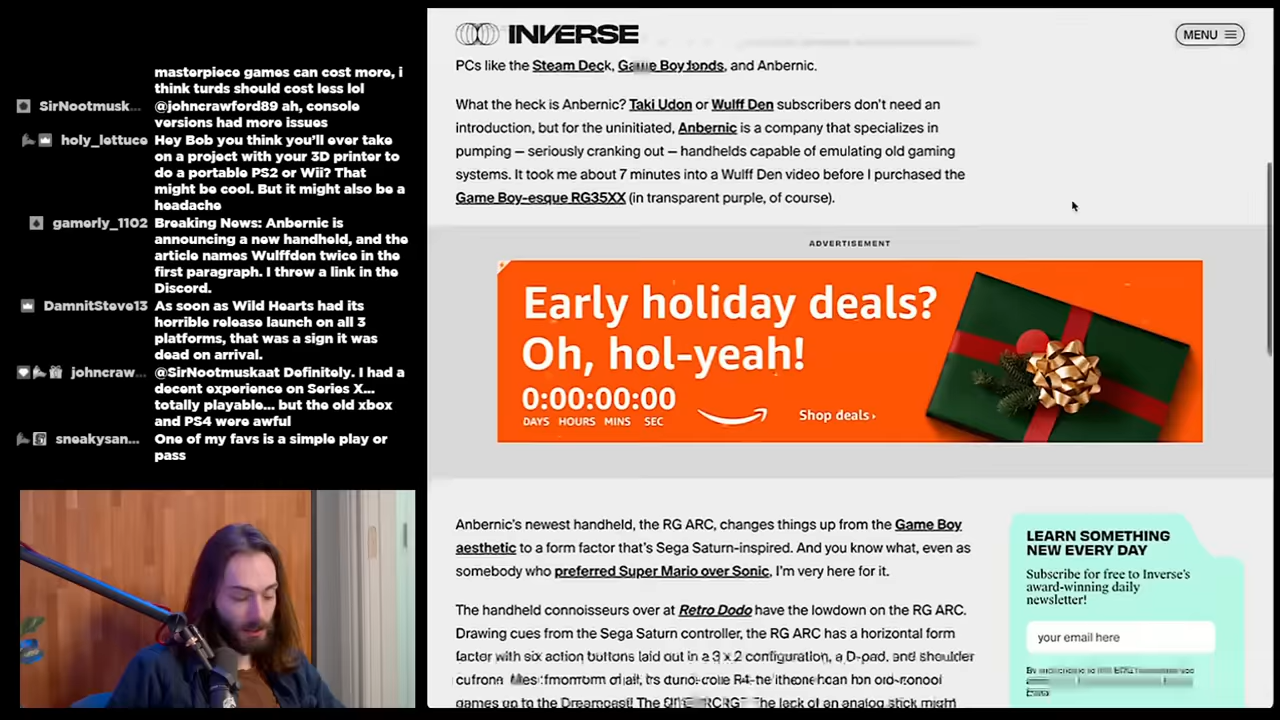 masterpiece games can cost more, i
think turds should cost less lol
SirNootmusk... @johncrawford89 ah, console
versions had more issues
holy_lettuce Hey Bob you think you'll ever take
on a project with your 3D printer to
do a portable PS2 or Wii? That
might be cool. But it might also be a
headache
gamerly_1102 Breaking News: Anbernic is
announcing a new handheld, and the
article names Wulffden twice in the
first paragraph. I threw a link in the
Discord.
DamnitSteve13 As soon as Wild Hearts had its
horrible release launch on all 3
platforms, that was a sign it was
dead on arrival.
johncraw... @SirNootmuskaat Definitely. I had a
decent experience on Series X...
totally playable... but the old xbox
and PS4 were awful
sneakysan... One of my favs is a simple play or
pass
INVERSE
MENU
PCs like the Steam Deck, and Anbernic.
What the heck is Anbernic? Taki Udon or Wulff Den subscribers don't need an
introduction, but for the uninitiated, Anbernic is a company that specializes in
pumping — seriously cranking out — handhelds capable of emulating old gaming
systems. It took me about 7 minutes into a Wulff Den video before I purchased the
Game Boy-esque RG35XX (in transparent purple, of course).
ADVERTISEMENT
Early holiday deals?
Oh, hol-yeah!
0:00:00:00
DAYS HOURS MINS SEC
Shop deals›
Anbernic's newest handheld, the RG ARC, changes things up from the Game Boy
aesthetic to a form factor that's Sega Saturn-inspired. And you know what, even as
somebody who preferred Super Mario over Sonic, I'm very here for it.
The handheld connoisseurs over at Retro Dodo have the lowdown on the RG ARC.
Drawing cues from the Sega Saturn controller, the RG ARC has a horizontal form
factor with six action buttons laid out in a 3 x 2 configuration, a D-pad, and shoulder
games up to the Dreamcast! The lack of an analog stick might
LEARN SOMETHING
NEW EVERY DAY
Subscribe for free to Inverse's
award-winning daily
newsletter!
your email here